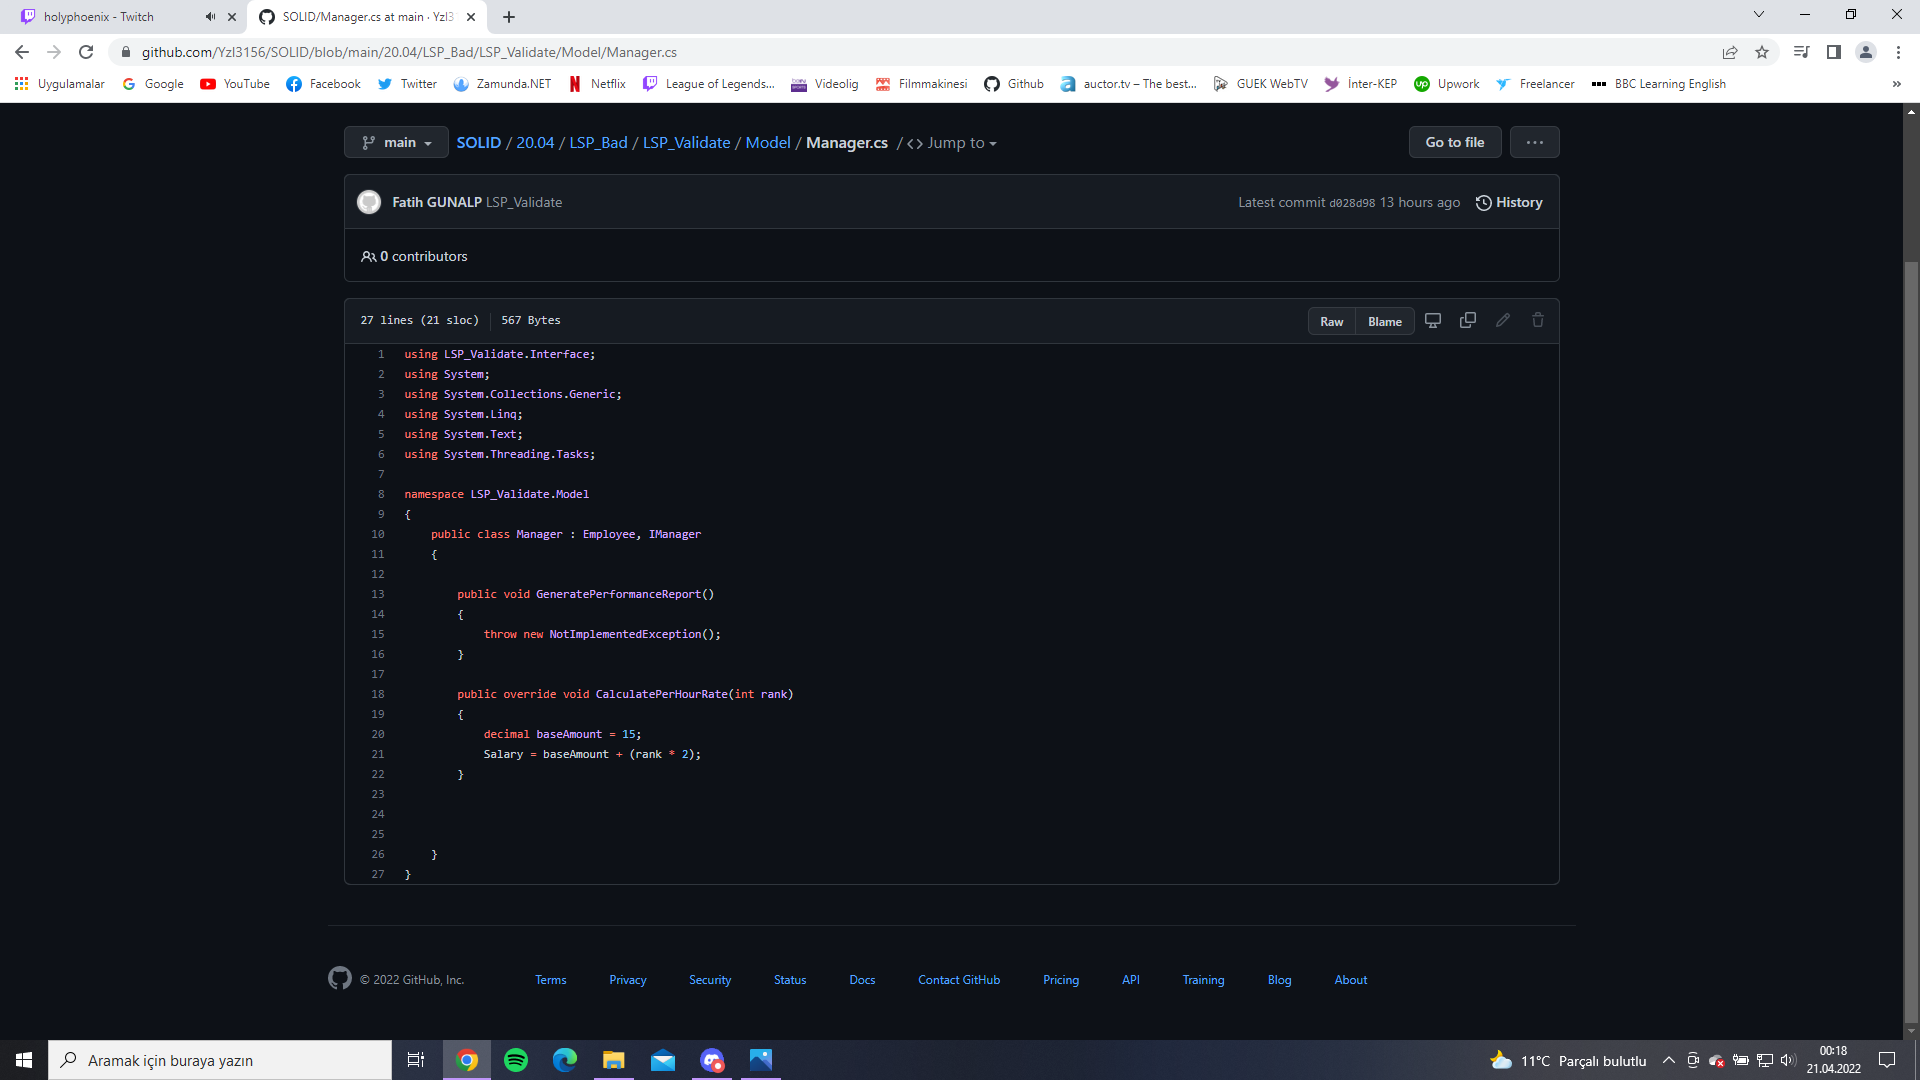 holyphoenix - Twitch
SOLID/Manager.cs at main · Yzl3
github.com/Yzl3156/SOLID/blob/main/20.04/LSP_Bad/LSP_Validate/Model/Manager.cs
Uygulamalar Google YouTube Facebook Twitter Zamunda.NET Netflix League of Legends... Videolig Filmmakinesi Github auctor.tv – The best... GUEK WebTV İnter-KEP Upwork Freelancer BBC Learning English »
main SOLID / 20.04 / LSP_Bad / LSP_Validate / Model / Manager.cs / <> Jump to Go to file ...
Fatih GUNALP LSP_Validate Latest commit d028d98 13 hours ago History
0 contributors
27 lines (21 sloc) 567 Bytes Raw Blame
1 using LSP_Validate.Interface;
2 using System;
3 using System.Collections.Generic;
4 using System.Linq;
5 using System.Text;
6 using System.Threading.Tasks;
7
8 namespace LSP_Validate.Model
9 {
10 public class Manager : Employee, IManager
11 {
12
13 public void GeneratePerformanceReport()
14 {
15 throw new NotImplementedException();
16 }
17
18 public override void CalculatePerHourRate(int rank)
19 {
20 decimal baseAmount = 15;
21 Salary = baseAmount + (rank * 2);
22 }
23
24
25
26 }
27 }
© 2022 GitHub, Inc. Terms Privacy Security Status Docs Contact GitHub Pricing API Training Blog About
Aramak için buraya yazın
11°C Parçalı bulutlu
00:18
21.04.2022